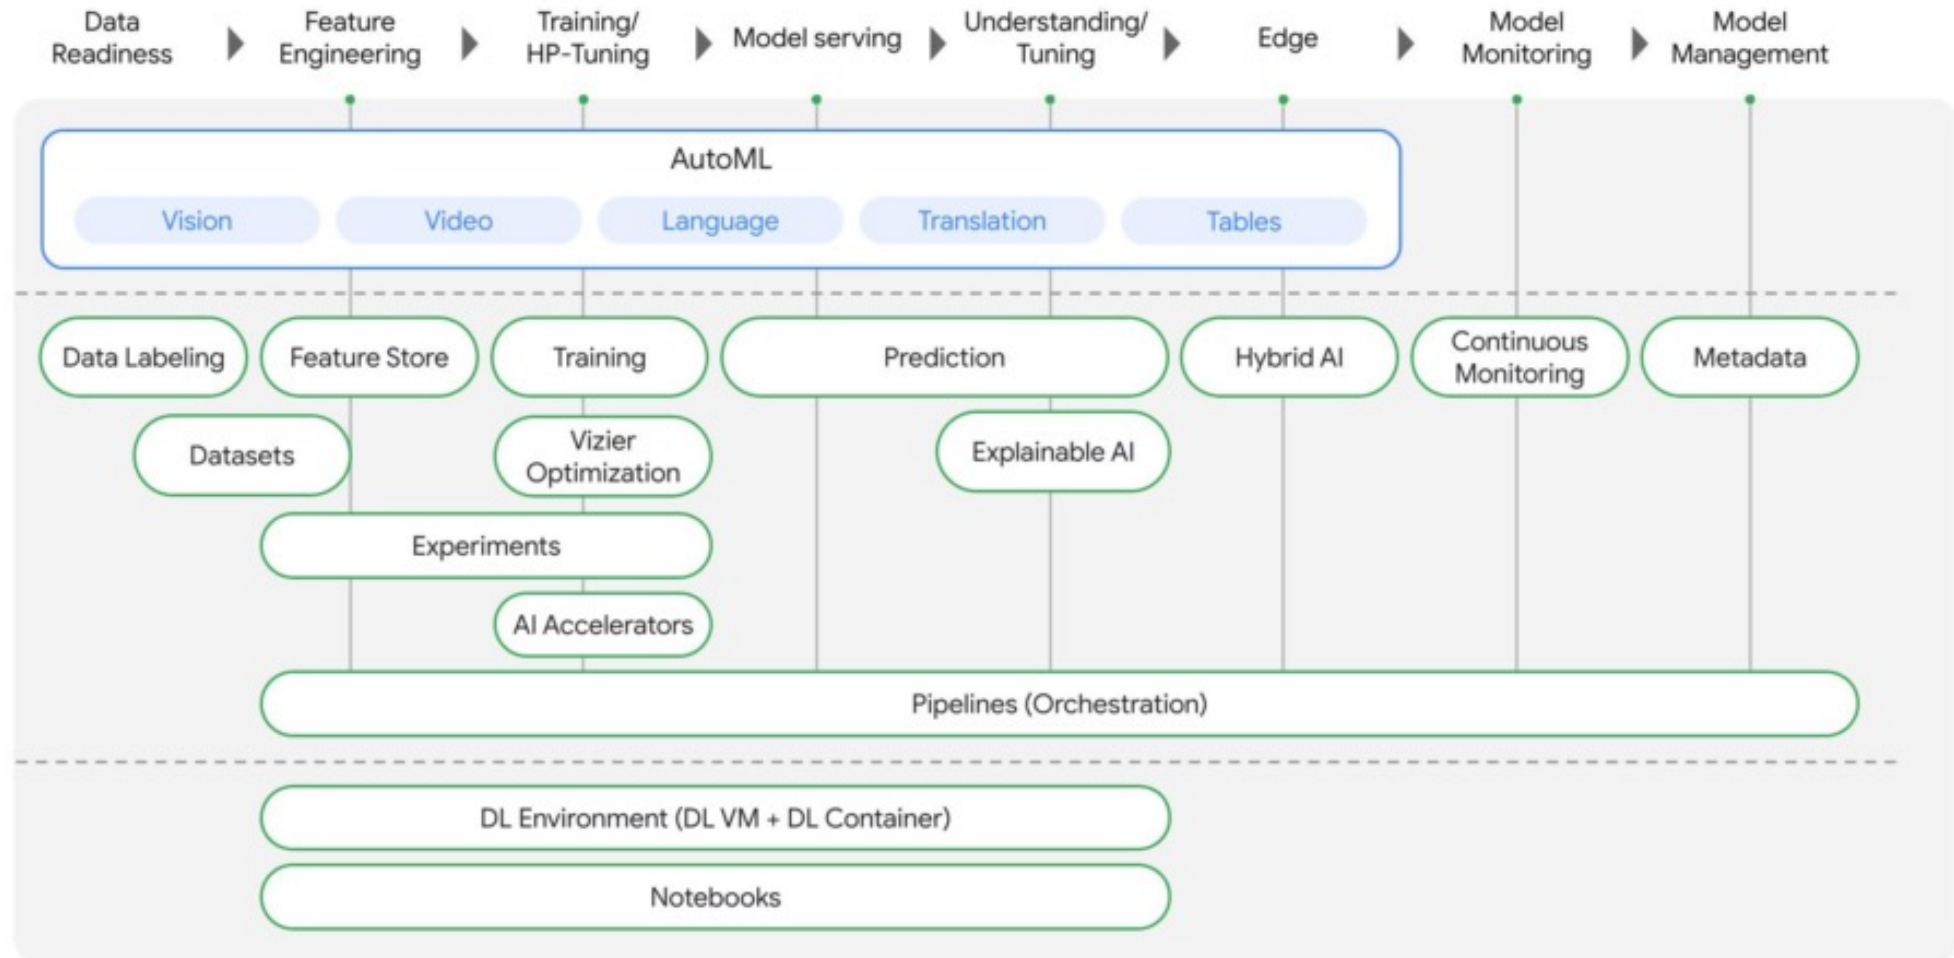 Data
Readiness
Feature
Engineering
Training/
HP-Tuning
Model serving
Understanding/
Tuning
Edge
Model
Monitoring
Model
Management
AutoML
Vision
Video
Language
Translation
Tables
Data Labeling
Feature Store
Training
Prediction
Hybrid AI
Continuous
Monitoring
Metadata
Datasets
Vizier
Optimization
Explainable AI
Experiments
AI Accelerators
Pipelines (Orchestration)
DL Environment (DL VM + DL Container)
Notebooks